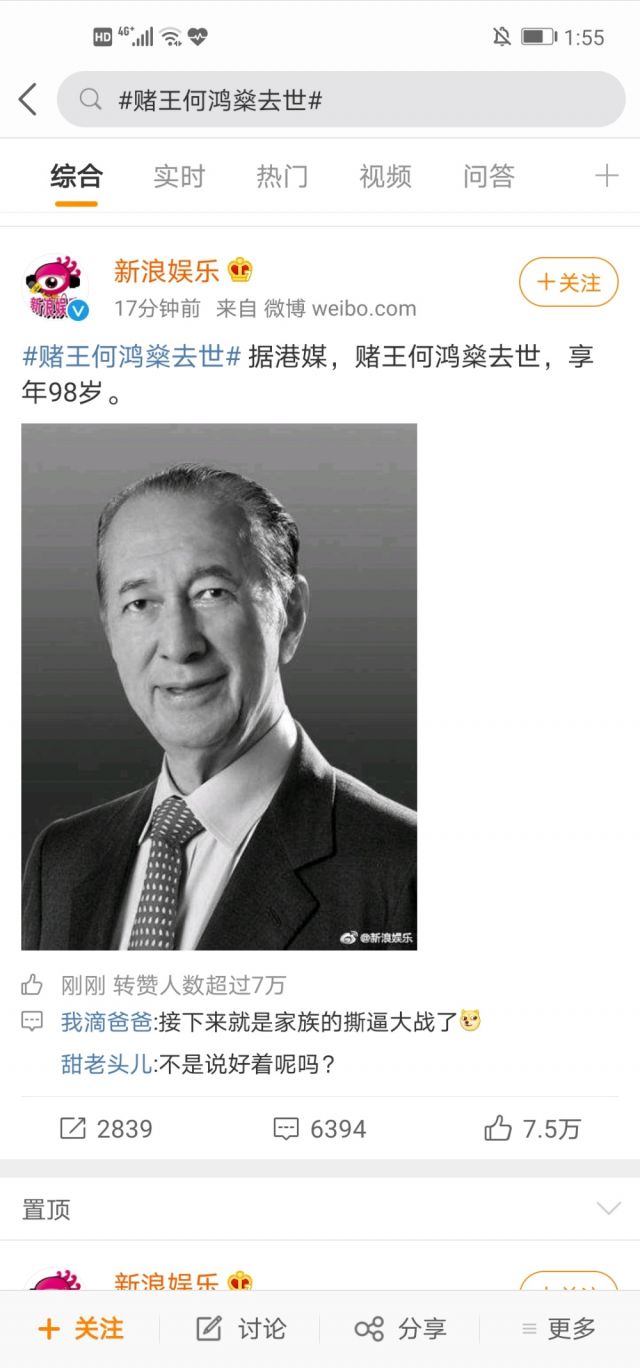 HD 4G+ 1:55
#赌王何鸿燊去世#
综合 实时 热门 视频 问答
新浪娱
新浪娱乐
+关注
17分钟前 来自 微博 weibo.com
#赌王何鸿燊去世# 据港媒，赌王何鸿燊去世，享
年98岁。
@新浪娱乐
刚刚 转赞人数超过7万
我滴爸爸:接下来就是家族的撕逼大战了
甜老头儿:不是说好着呢吗？
2839 6394 7.5万
置顶
新浪娱乐
+ 关注 讨论 分享 更多